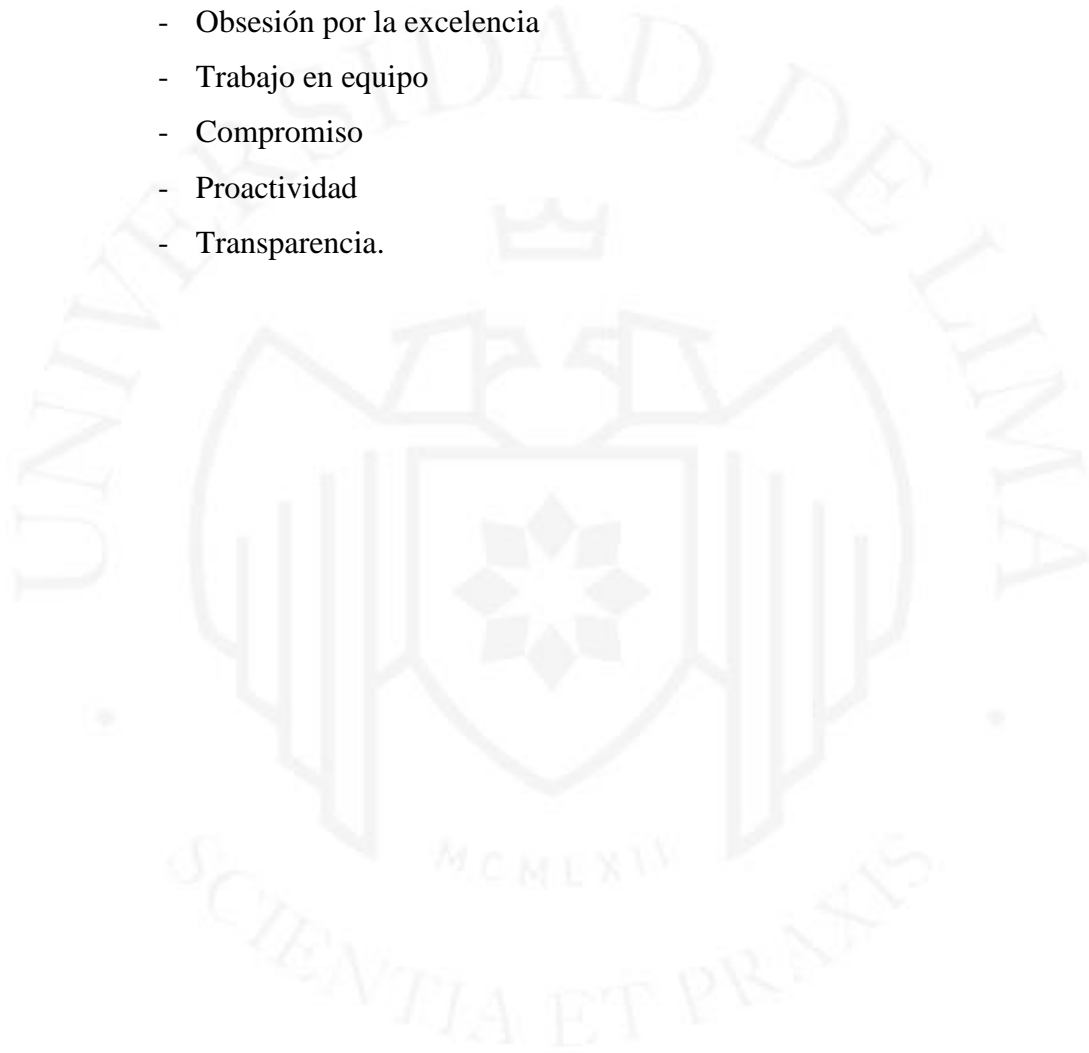 - Obsesión por la excelencia
- Trabajo en equipo
- Compromiso
- Proactividad
- Transparencia.
UNIVERSIDAD DE LIMA
MCMLXII
SCIENTIA ET PRAXIS